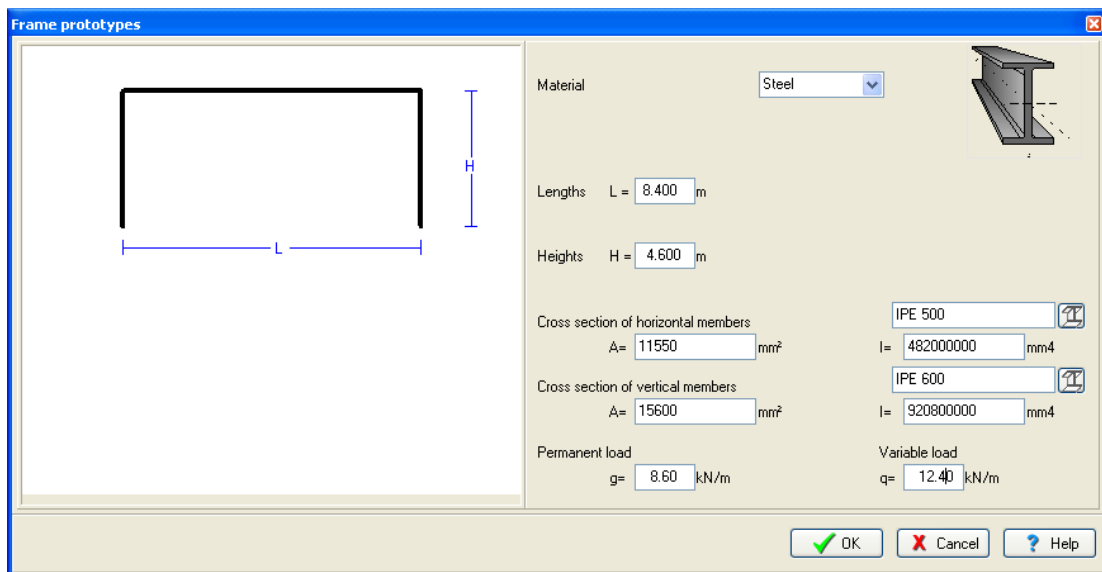 Frame prototypes
Material Steel
H
Lengths L = 8.400 m
L
Heights H = 4.600 m
IPE 500
Cross section of horizontal members
A= 11550 mm² I= 482000000 mm4
IPE 600
Cross section of vertical members
A= 15600 mm² I= 920800000 mm4
Permanent load Variable load
g= 8.60 kN/m q= 12.40 kN/m
OK Cancel Help